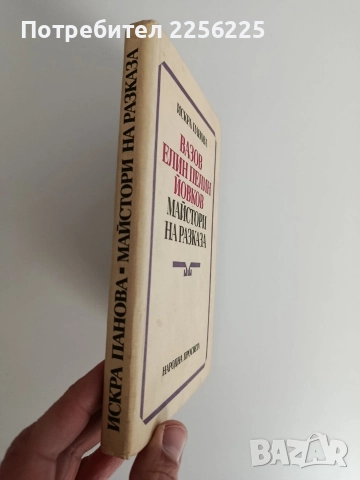 Потребител 2256225
ИСКРА ПАНОВА
ВАЗОВ
ЕЛИН ПЕЛИН
ЙОВКОВ
МАЙСТОРИ
НА РАЗКАЗА
НАРОДНА ПРОСВЕТА
ИСКРА ПАНОВА • МАЙСТОРИ НА РАЗКАЗА
BAZAR